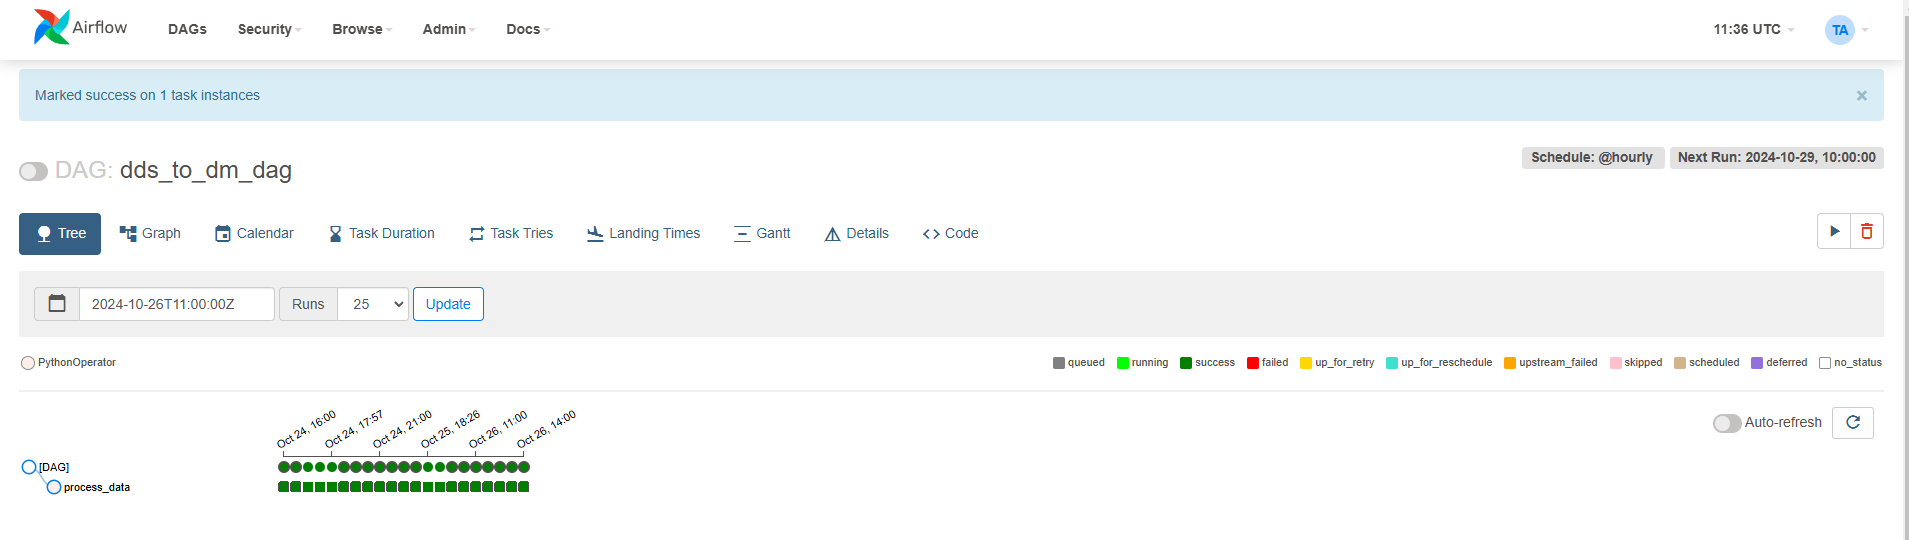 Airflow DAGs Security Browse Admin Docs 11:36 UTC TA
Marked success on 1 task instances ×
DAG: dds_to_dm_dag
Schedule: @hourly Next Run: 2024-10-29, 10:00:00
Tree Graph Calendar Task Duration Task Tries Landing Times Gantt Details Code
2024-10-26T11:00:00Z Runs 25 Update
PythonOperator queued running success failed up_for_retry up_for_reschedule upstream_failed skipped scheduled deferred no_status
Oct 24, 16:00 Oct 24, 17:57 Oct 24, 21:00 Oct 25, 18:26 Oct 26, 11:00 Oct 26, 14:00
Auto-refresh
[DAG]
process_data